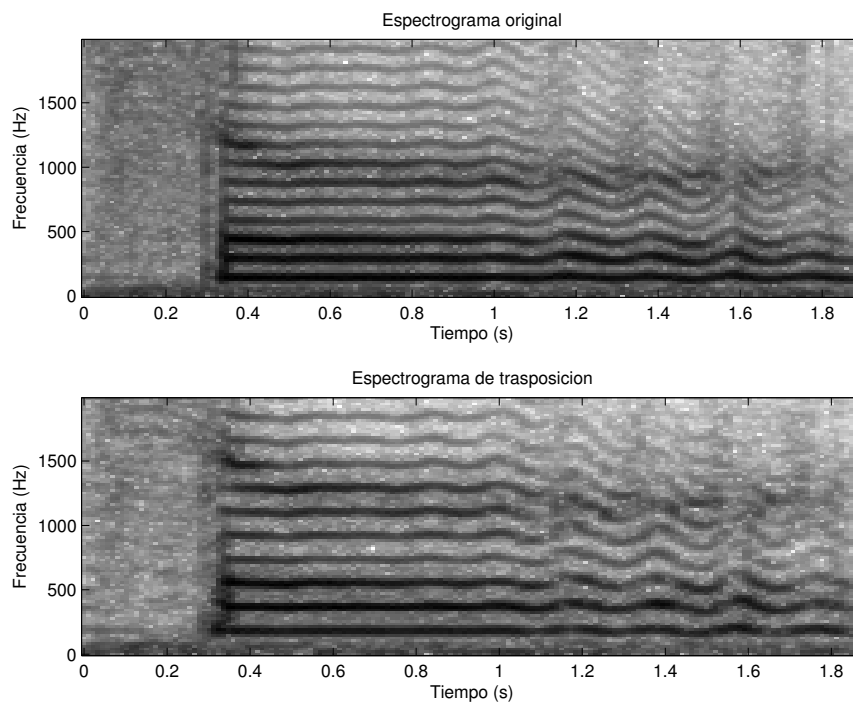 Espectrograma original
Frecuencia (Hz)
1500
1000
500
0
0 0.2 0.4 0.6 0.8 1 1.2 1.4 1.6 1.8
Tiempo (s)
Espectrograma de trasposicion
Frecuencia (Hz)
1500
1000
500
0
0 0.2 0.4 0.6 0.8 1 1.2 1.4 1.6 1.8
Tiempo (s)